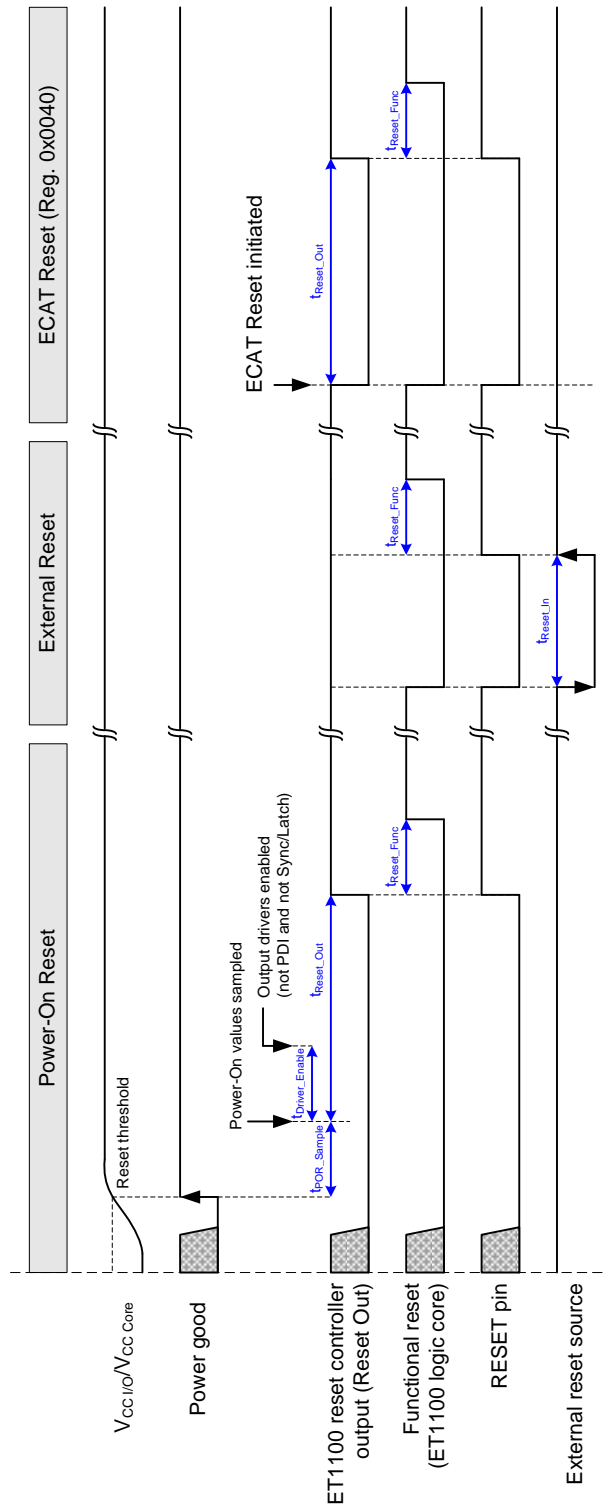 Power-On Reset
External Reset
ECAT Reset (Reg. 0x0040)
VCC I/O/VCC Core
Reset threshold
Power good
Power-On values sampled
Output drivers enabled
(not PDI and not Sync/Latch)
ECAT Reset initiated
tPOR_Sample
tDriver_Enable
tReset_Out
tReset_Out
ET1100 reset controller
output (Reset Out)
tReset_Func
tReset_Func
tReset_Func
Functional reset
(ET1100 logic core)
RESET pin
tReset_In
External reset source